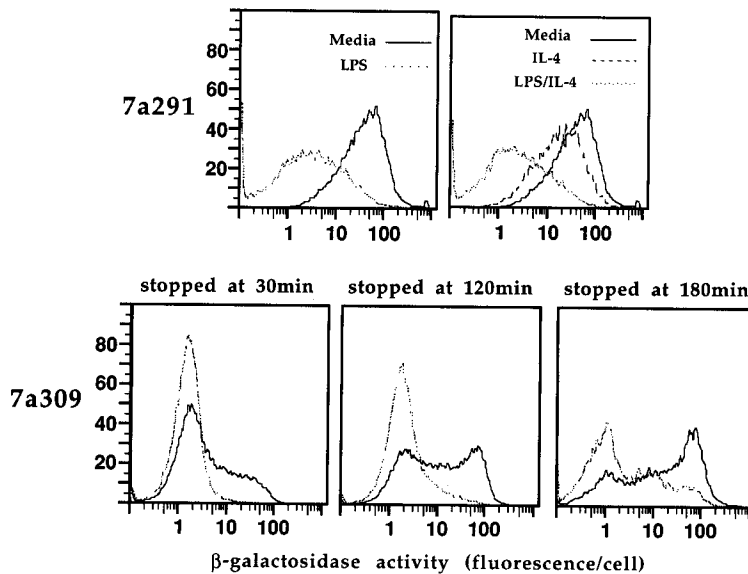 Media
LPS
Media
IL-4
LPS/IL-4
7a291
80
60
40
20
1 10 100
1 10 100
stopped at 30min
stopped at 120min
stopped at 180min
7a309
80
60
40
20
1 10 100
1 10 100
1 10 100
β-galactosidase activity (fluorescence/cell)